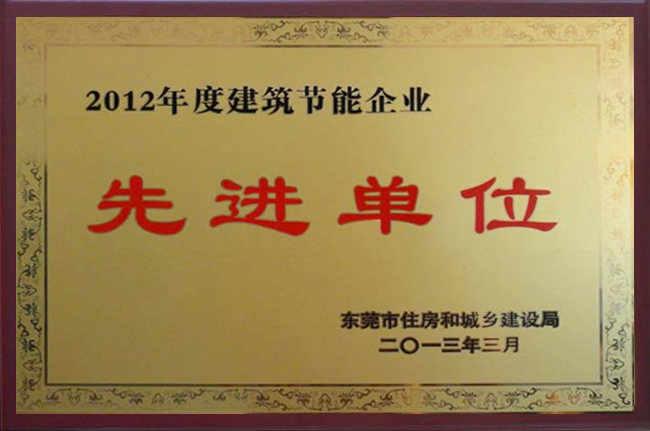 2012年度建筑节能企业
先进单位
东莞市住房和城乡建设局
二〇一三年三月